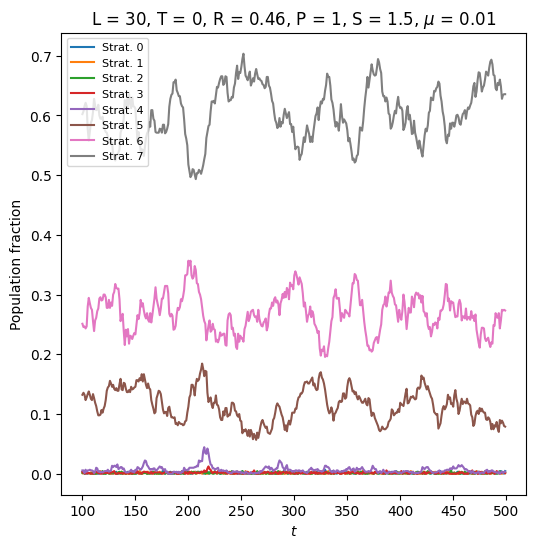 L = 30, T = 0, R = 0.46, P = 1, S = 1.5, μ = 0.01
Strat. 0
Strat. 1
Strat. 2
Strat. 3
Strat. 4
Strat. 5
Strat. 6
Strat. 7
Population fraction
0.7
0.6
0.5
0.4
0.3
0.2
0.1
0.0
100 150 200 250 300 350 400 450 500
t